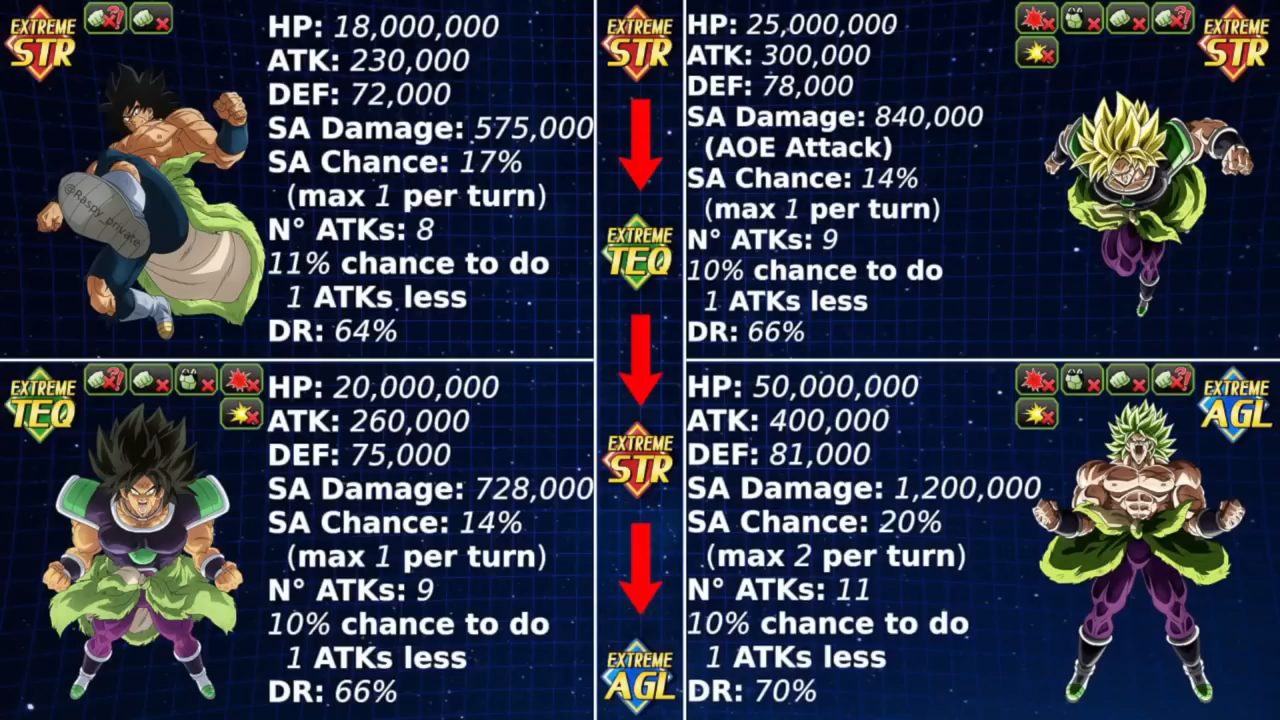 EXTREME
STR
HP: 18,000,000
ATK: 230,000
DEF: 72,000
SA Damage: 575,000
SA Chance: 17%
(max 1 per turn)
N° ATKs: 8
11% chance to do
1 ATKs less
DR: 64%
@Raspy_private
EXTREME
TEQ
HP: 20,000,000
ATK: 260,000
DEF: 75,000
SA Damage: 728,000
SA Chance: 14%
(max 1 per turn)
N° ATKs: 9
10% chance to do
1 ATKs less
DR: 66%
EXTREME
STR
EXTREME
TEQ
EXTREME
STR
EXTREME
AGL
HP: 25,000,000
ATK: 300,000
DEF: 78,000
SA Damage: 840,000
(AOE Attack)
SA Chance: 14%
(max 1 per turn)
N° ATKs: 9
10% chance to do
1 ATKs less
DR: 66%
EXTREME
STR
HP: 50,000,000
ATK: 400,000
DEF: 81,000
SA Damage: 1,200,000
SA Chance: 20%
(max 2 per turn)
N° ATKs: 11
10% chance to do
1 ATKs less
DR: 70%
EXTREME
AGL